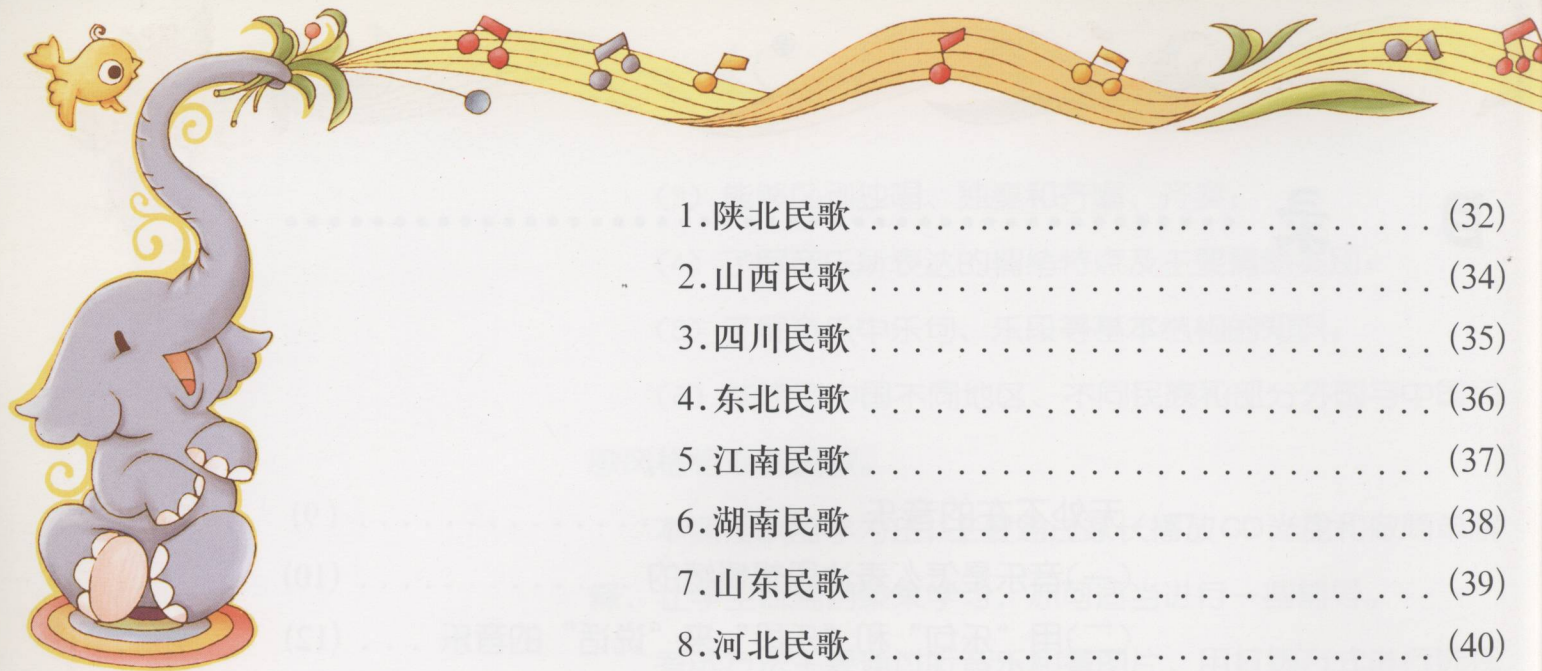 1.陕北民歌 . . . . . . . . . . . . . . . . . . . . . . . . . . . . . (32)
2.山西民歌 . . . . . . . . . . . . . . . . . . . . . . . . . . . . (34)
3.四川民歌 . . . . . . . . . . . . . . . . . . . . . . . . . . . . (35)
4.东北民歌 . . . . . . . . . . . . . . . . . . . . . . . . . . . . (36)
5.江南民歌 . . . . . . . . . . . . . . . . . . . . . . . . . . . . (37)
6.湖南民歌 . . . . . . . . . . . . . . . . . . . . . . . . . . . . (38)
7.山东民歌 . . . . . . . . . . . . . . . . . . . . . . . . . . . . (39)
8.河北民歌 . . . . . . . . . . . . . . . . . . . . . . . . . . . . (40)